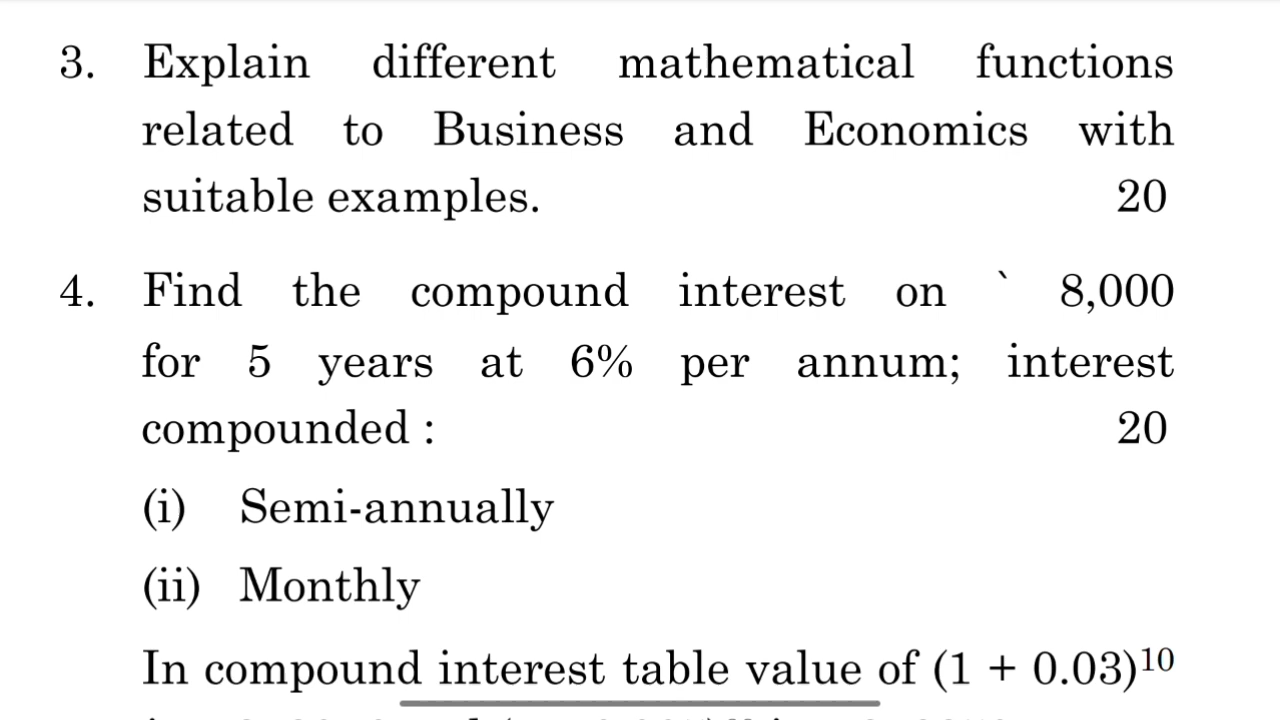 3. Explain different mathematical functions
related to Business and Economics with
suitable examples. 20
4. Find the compound interest on ` 8,000
for 5 years at 6% per annum; interest
compounded : 20
(i) Semi-annually
(ii) Monthly
In compound interest table value of (1 + 0.03)¹⁰